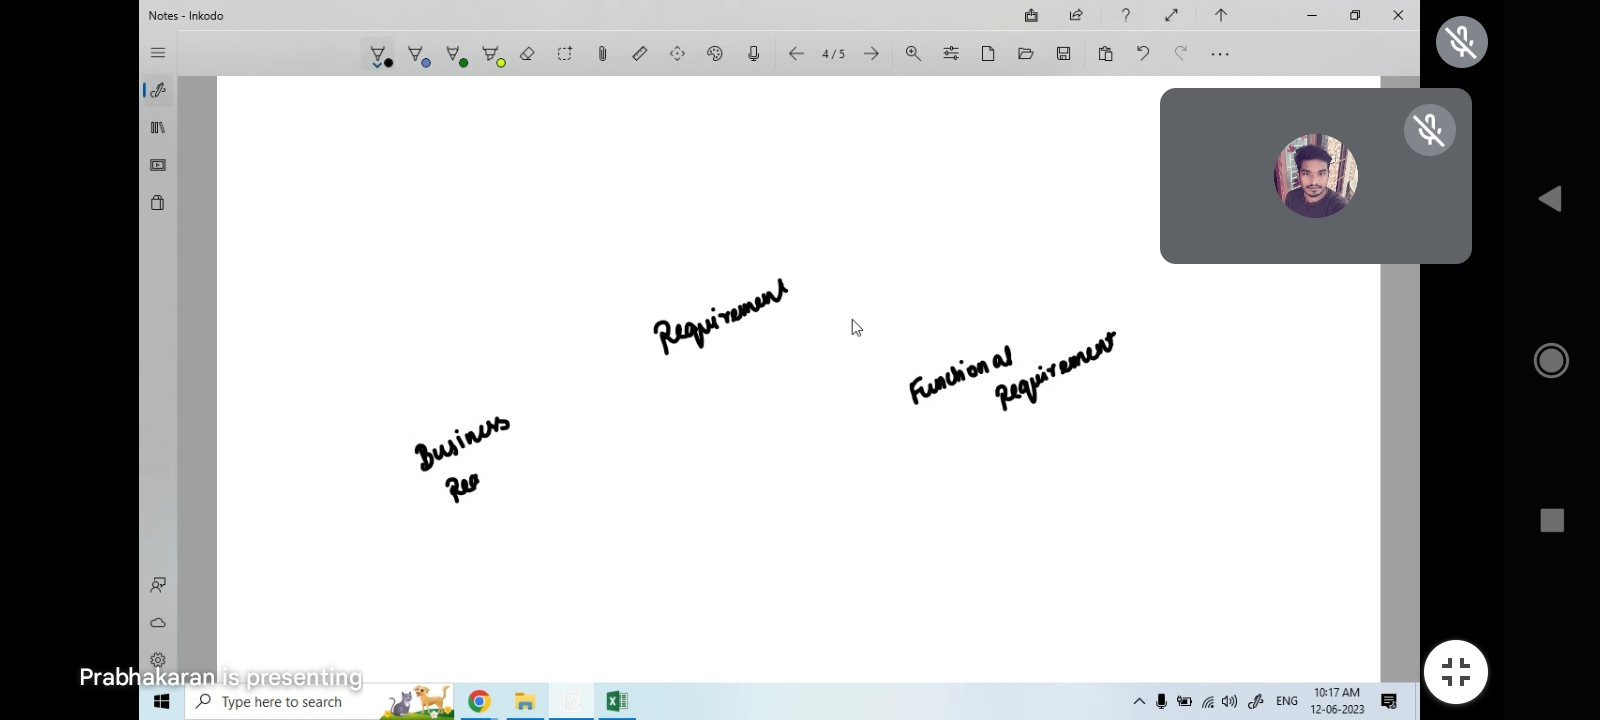 Notes - Inkodo
4/5
Requirement
Functional
Requirement
Business
Req
Prabhakaran is presenting
Type here to search
ENG
10:17 AM
12-06-2023